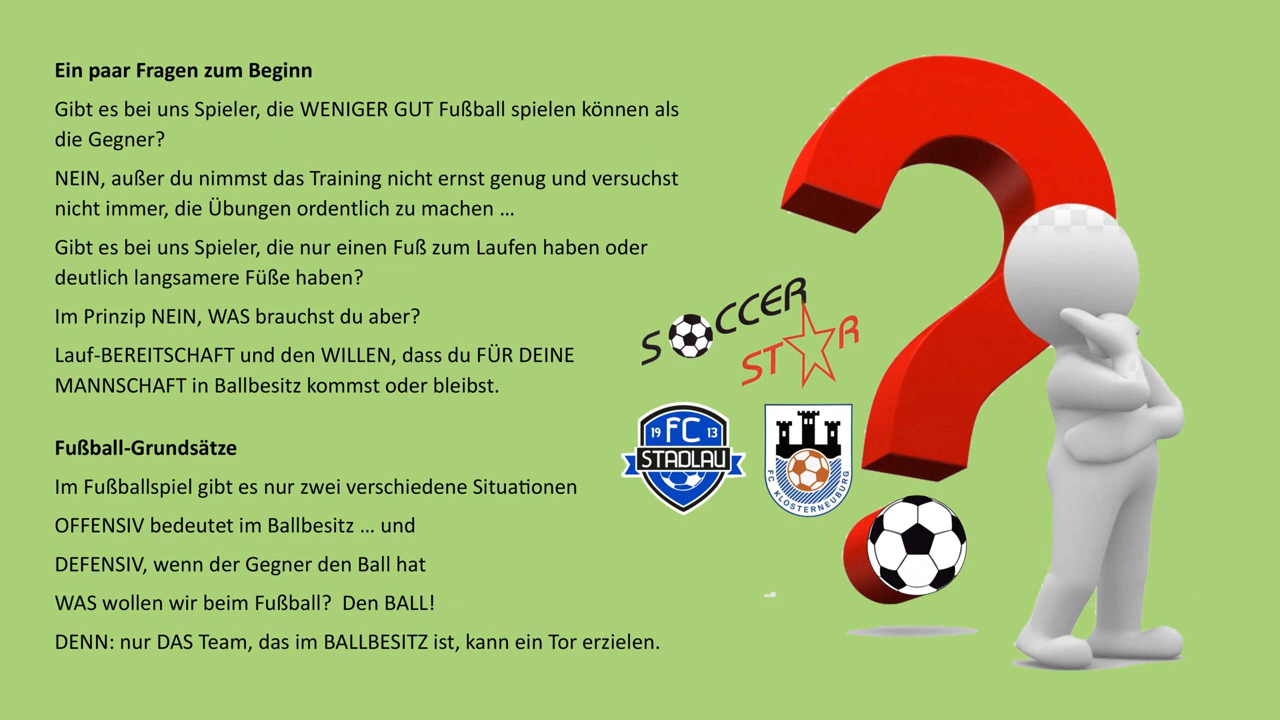 Ein paar Fragen zum Beginn
Gibt es bei uns Spieler, die WENIGER GUT Fußball spielen können als
die Gegner?
NEIN, außer du nimmst das Training nicht ernst genug und versuchst
nicht immer, die Übungen ordentlich zu machen ...
Gibt es bei uns Spieler, die nur einen Fuß zum Laufen haben oder
deutlich langsamere Füße haben?
Im Prinzip NEIN, WAS brauchst du aber?
Lauf-BEREITSCHAFT und den WILLEN, dass du FÜR DEINE
MANNSCHAFT in Ballbesitz kommst oder bleibst.
Fußball-Grundsätze
Im Fußballspiel gibt es nur zwei verschiedene Situationen
OFFENSIV bedeutet im Ballbesitz ... und
DEFENSIV, wenn der Gegner den Ball hat
WAS wollen wir beim Fußball?  Den BALL!
DENN: nur DAS Team, das im BALLBESITZ ist, kann ein Tor erzielen.
SOCCER
STAR
19 FC 13
STADLAU
FC KLOSTERNEUBURG